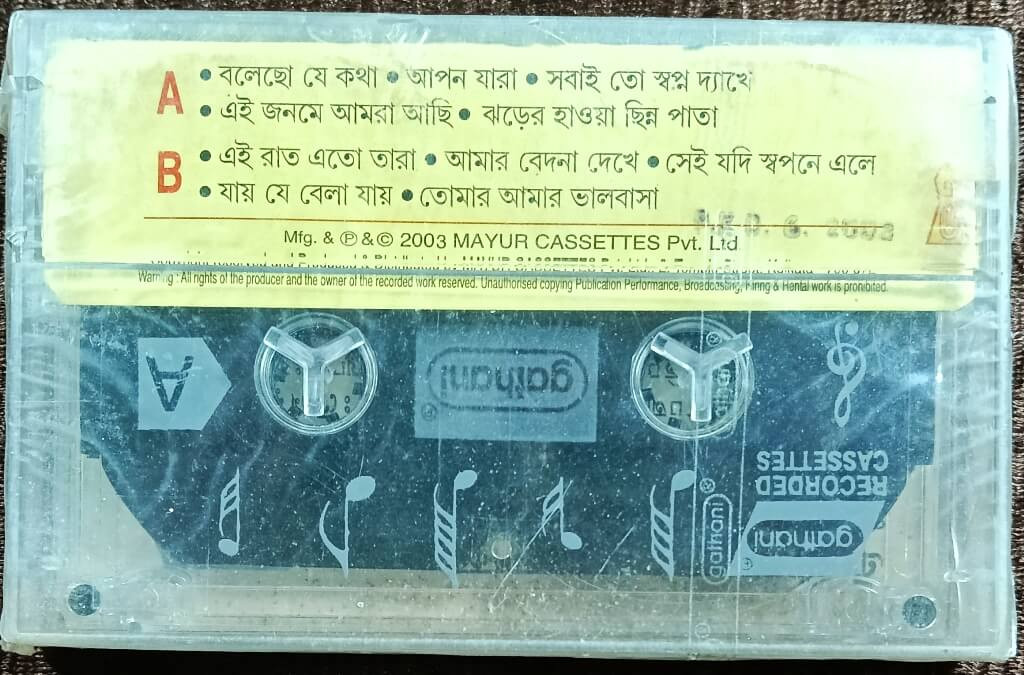 A
• বলেছো যে কথা • আপন যারা • সবাই তো স্বপ্ন দ্যাখে
• এই জনমে আমরা আছি • ঝড়ের হাওয়া ছিন্ন পাতা
B
• এই রাত এতো তারা • আমার বেদনা দেখে • সেই যদি স্বপনে এলে
• যায় যে বেলা যায় • তোমার আমার ভালবাসা
Mfg. & ℗ & © 2003 MAYUR CASSETTES Pvt. Ltd
Warning : All rights of the producer and the owner of the recorded work reserved. Unauthorised copying Publication Performance, Broadcasting, Hiring & Rental work is prohibited.
A
gathani
RECORDED
CASSETTES
gathani
gathani